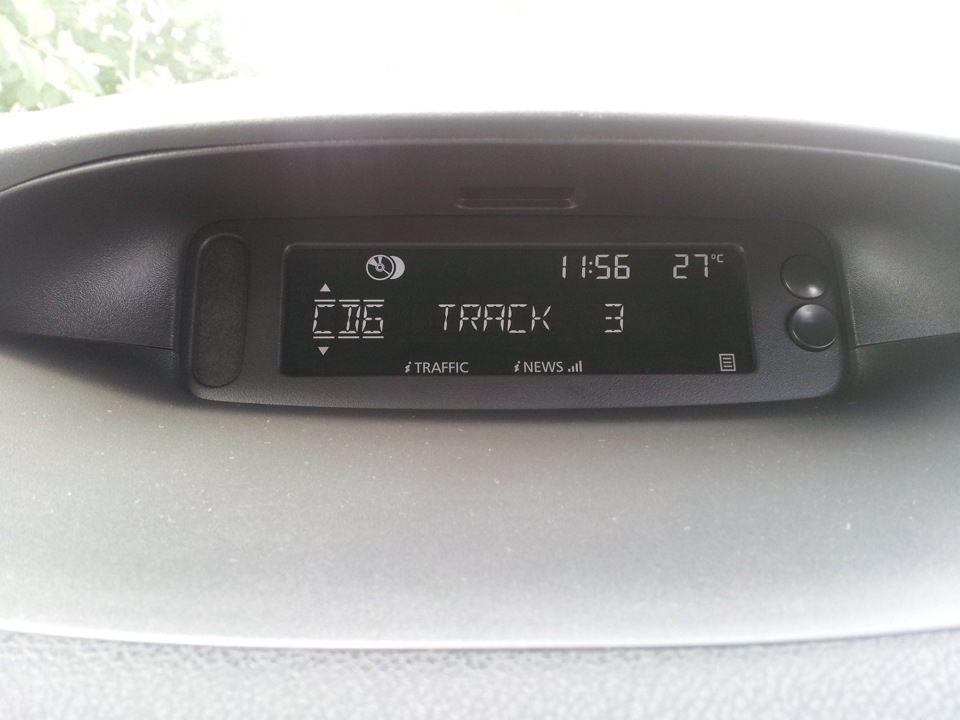 11:56 27°C
CD6 TRACK 3
i TRAFFIC i NEWS